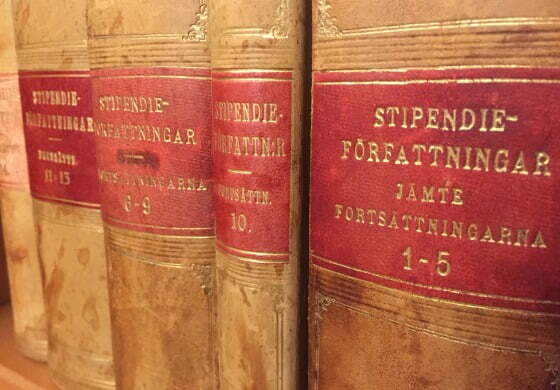 STIPENDIE-
FÖRFATTNINGAR
FORTSÄTTN.
11-13
STIPENDIE-
FÖRFATTNINGAR
FORTSÄTTNINGARNA
6-9
STIPENDIE-
FÖRFATTN:R
FORTSÄTTN.
10.
STIPENDIE-
FÖRFATTNINGAR
JÄMTE
FORTSÄTTNINGARNA
1-5